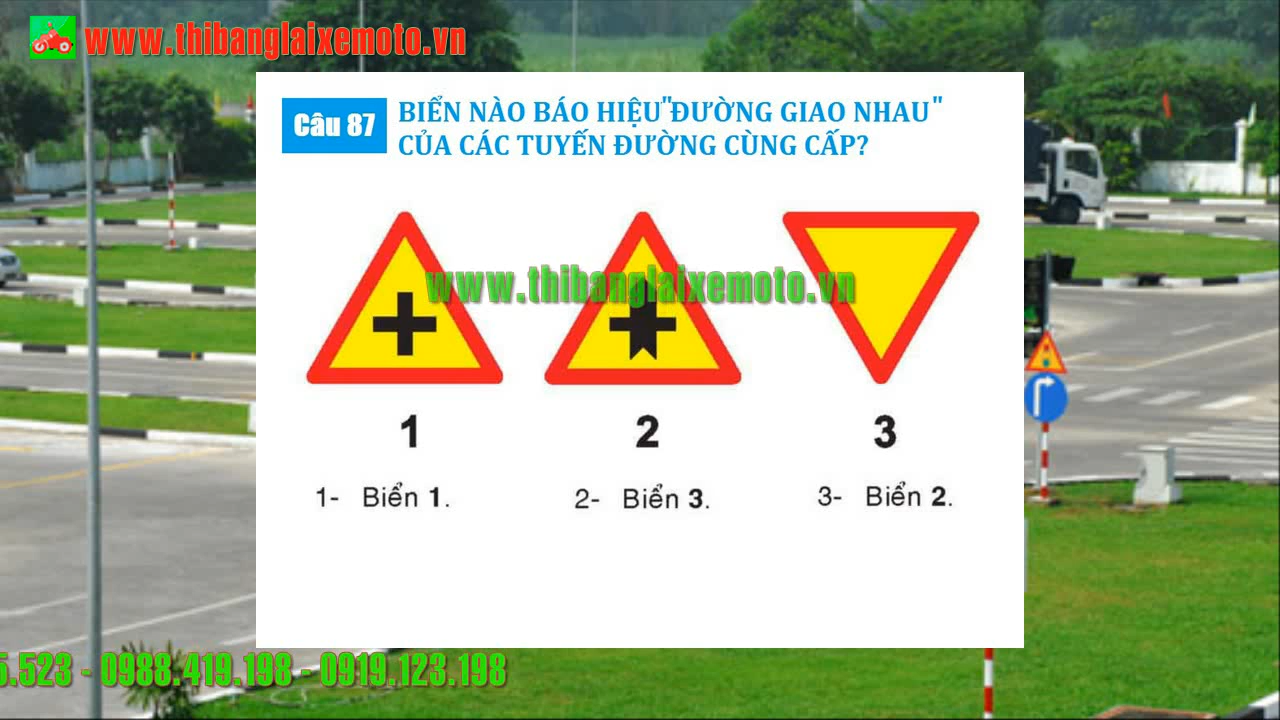 www.thibanglaixemoto.vn
Câu 87
BIỂN NÀO BÁO HIỆU"ĐƯỜNG GIAO NHAU"
CỦA CÁC TUYẾN ĐƯỜNG CÙNG CẤP?
www.thibanglaixemoto.vn
1 2 3
1- Biển 1. 2- Biển 3. 3- Biển 2.
5.523 - 0988.419.198 - 0919.123.198